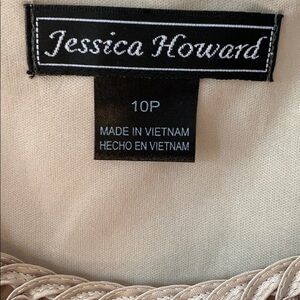 Jessica Howard
10P
MADE IN VIETNAM
HECHO EN VIETNAM